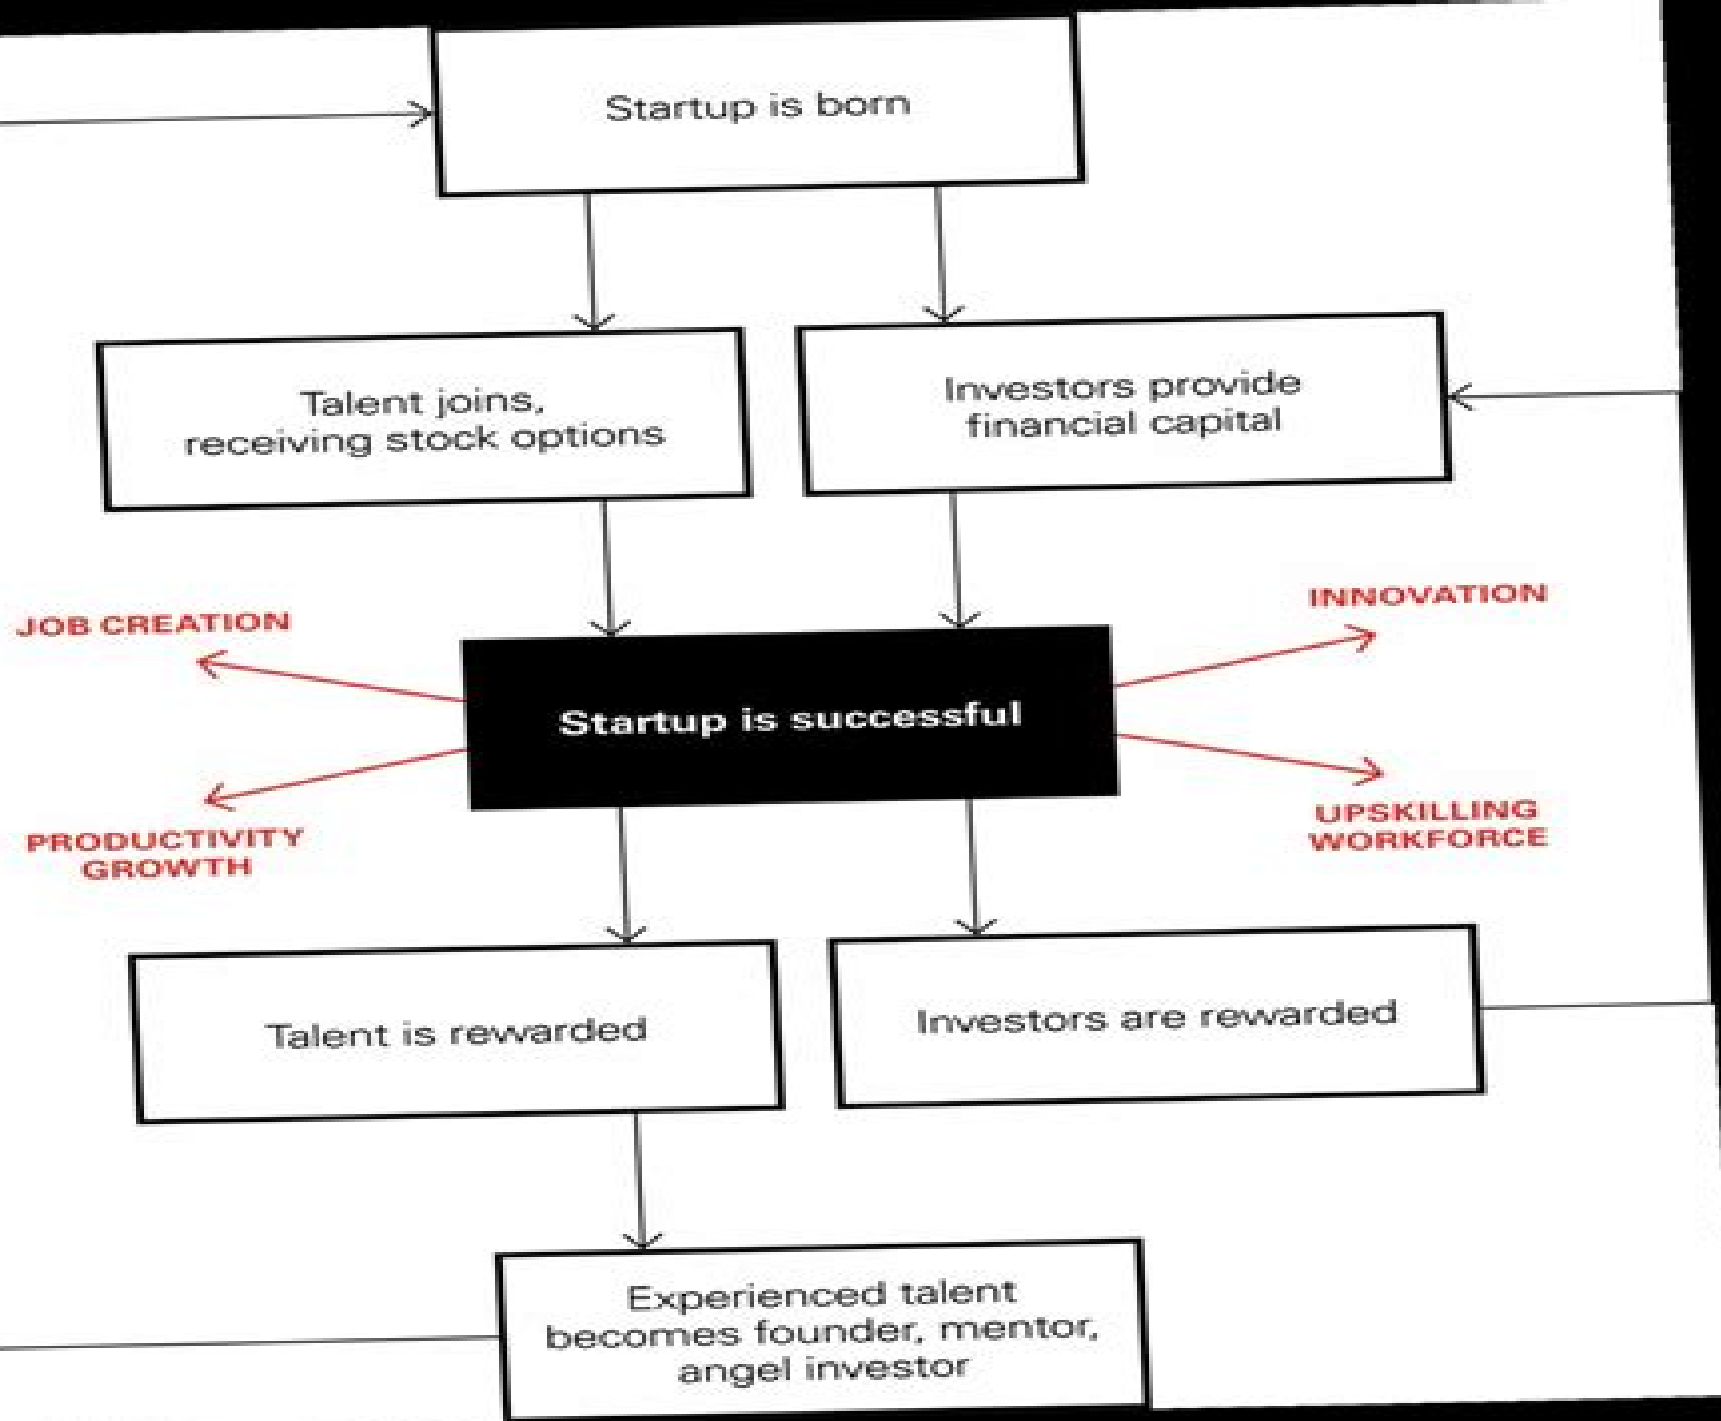 Startup is born
Talent joins,
receiving stock options
Investors provide
financial capital
JOB CREATION
INNOVATION
Startup is successful
PRODUCTIVITY
GROWTH
UPSKILLING
WORKFORCE
Talent is rewarded
Investors are rewarded
Experienced talent
becomes founder, mentor,
angel investor